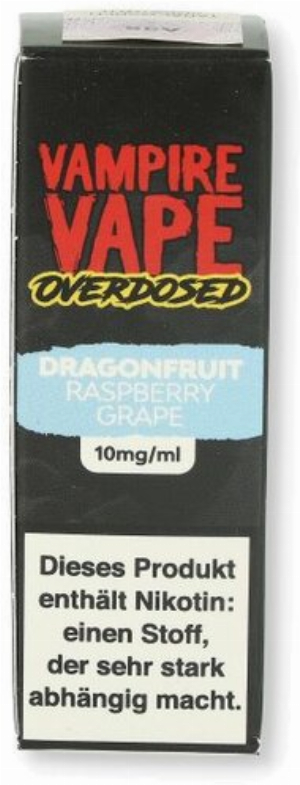 VAMPIRE
VAPE
OVERDOSED
DRAGONFRUIT
RASPBERRY
GRAPE
10mg/ml
Dieses Produkt
enthält Nikotin:
einen Stoff,
der sehr stark
abhängig macht.